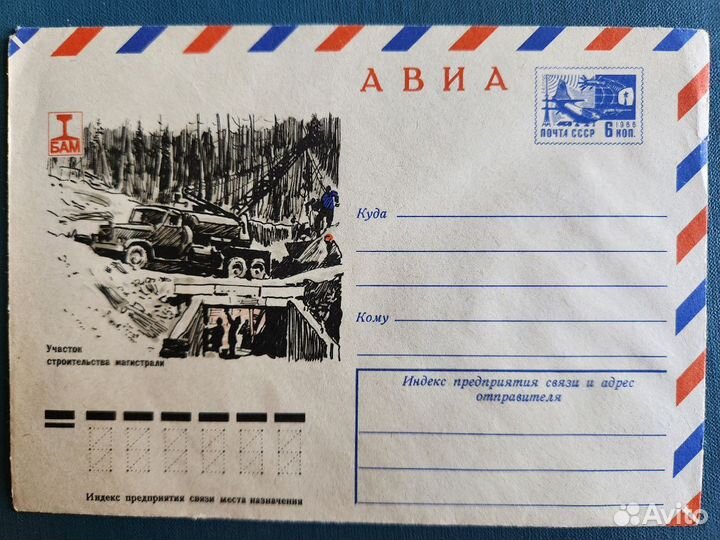 АВИА
1966
ПОЧТА СССР 6 КОП.
БАМ
Куда
Кому
Участок
строительства магистрали
Индекс предприятия связи и адрес
отправителя
Индекс предприятия связи места назначения
Avito